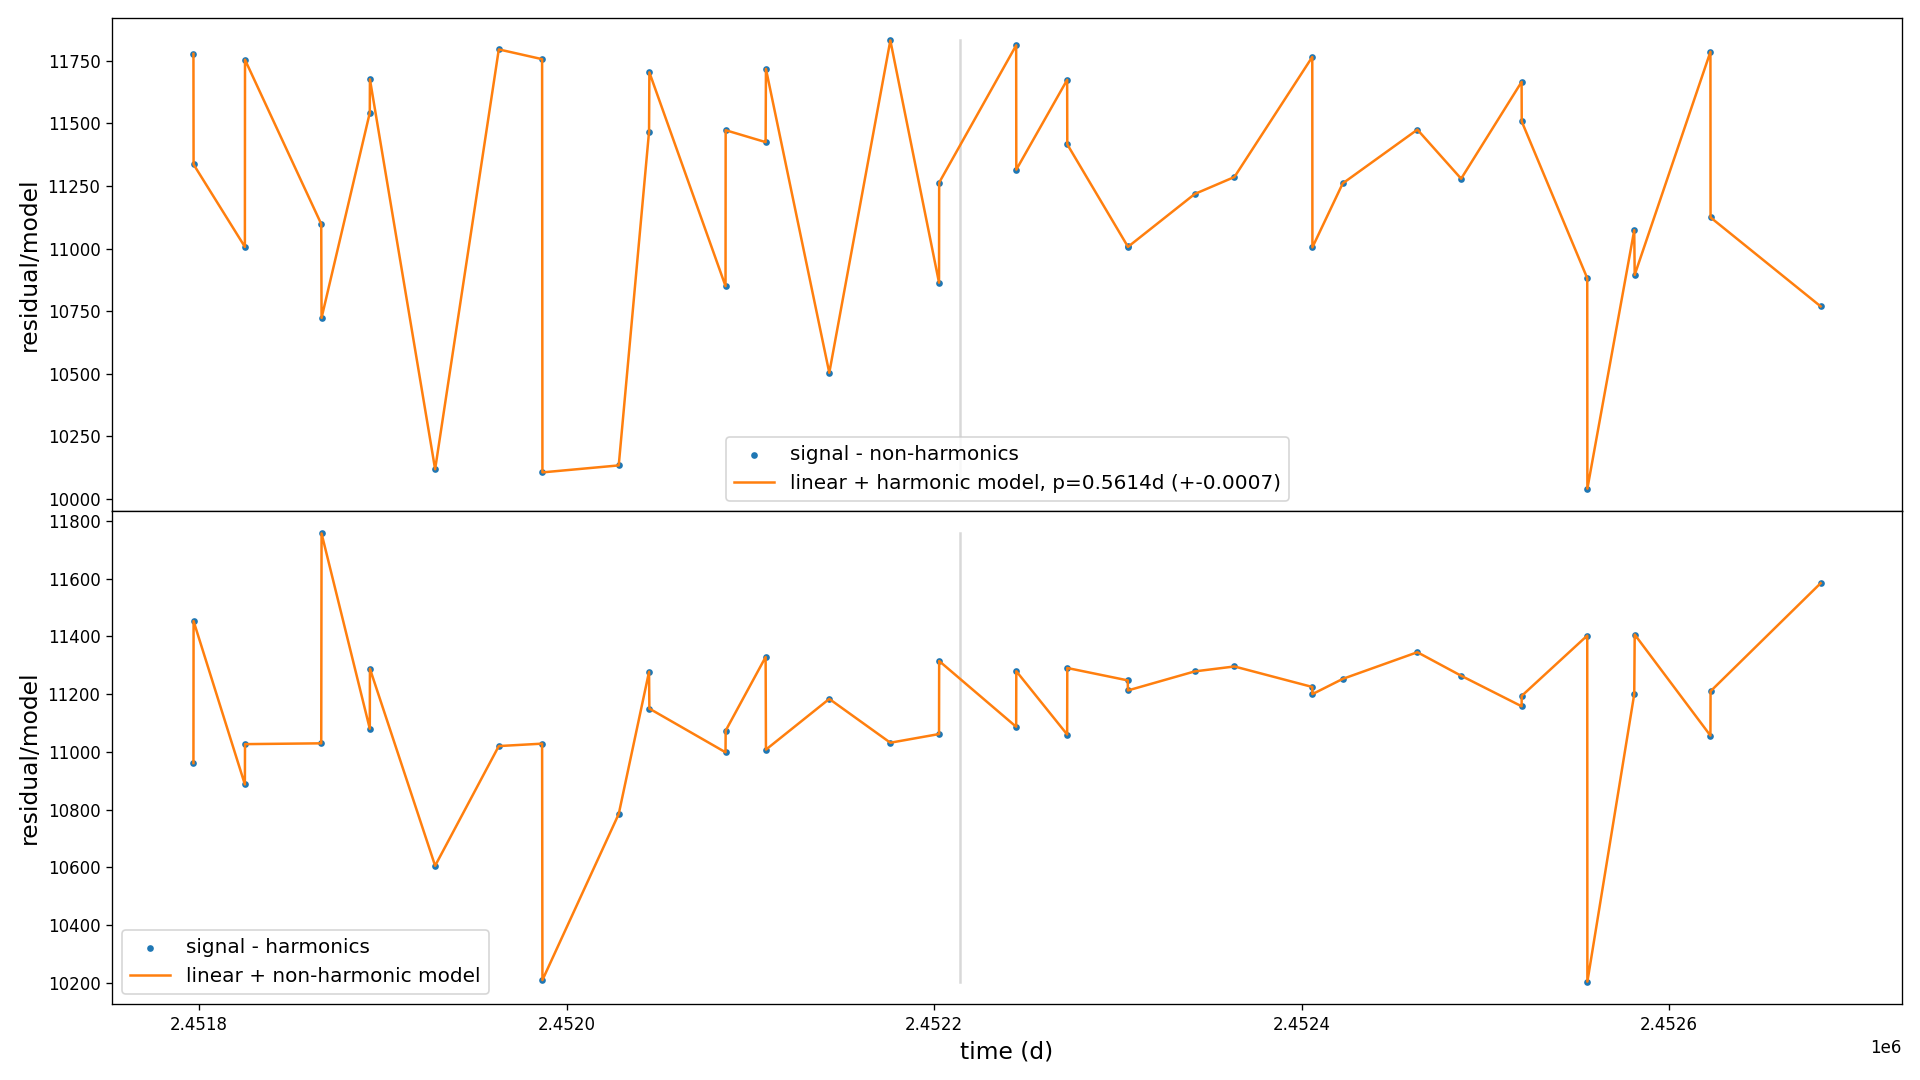 residual/model
11750
11500
11250
11000
10750
10500
10250
10000
signal - non-harmonics
linear + harmonic model, p=0.5614d (+-0.0007)
residual/model
11800
11600
11400
11200
11000
10800
10600
10400
10200
signal - harmonics
linear + non-harmonic model
2.4518 2.4520 2.4522 2.4524 2.4526
time (d)
1e6